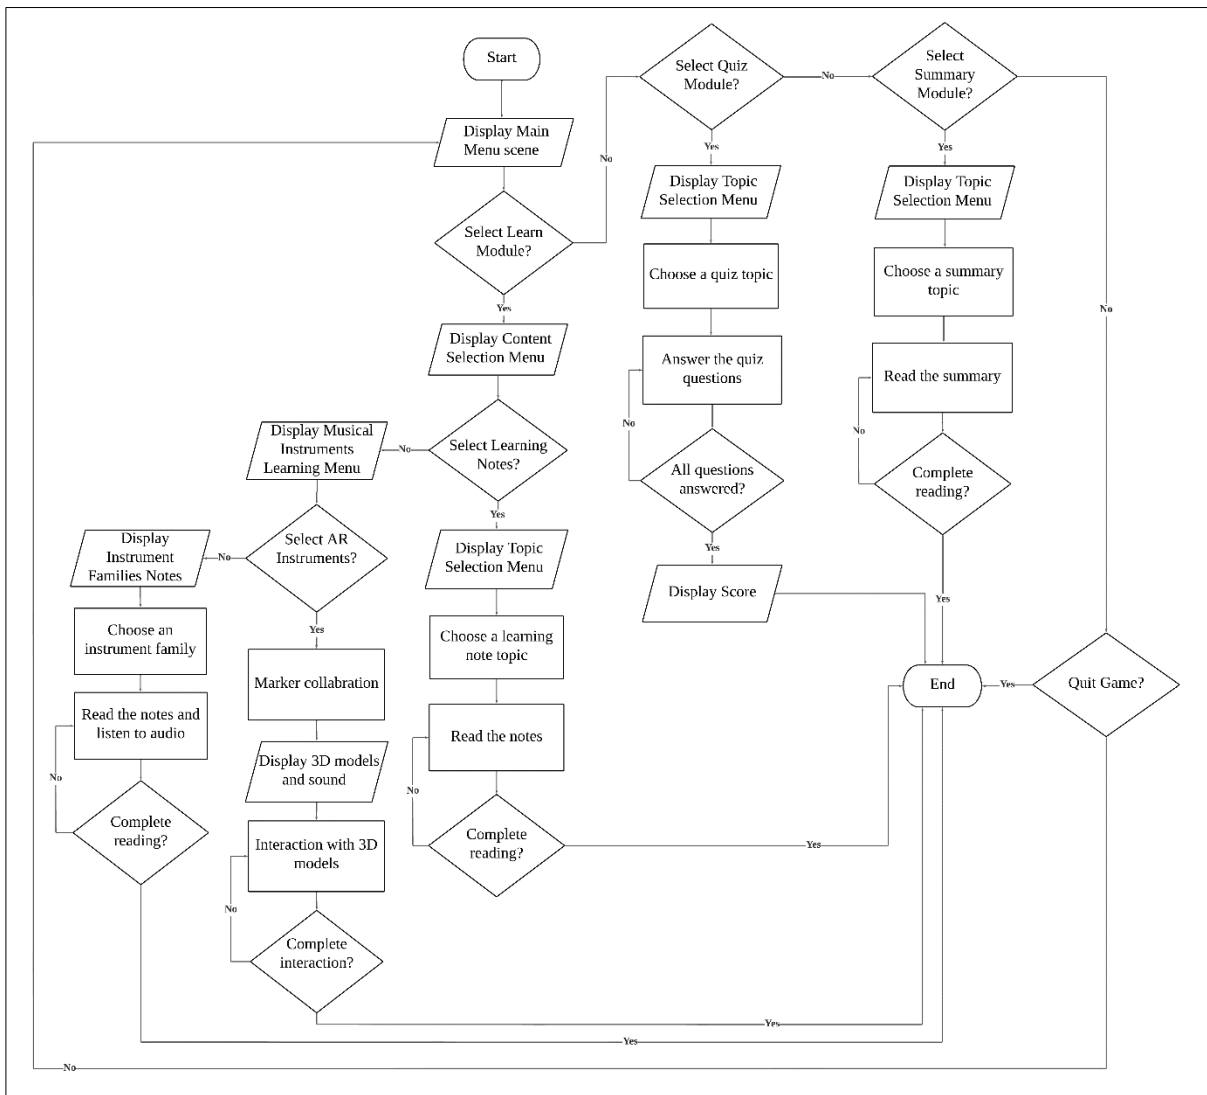 Start
Display Main
Menu scene
Select Learn
Module?
No
Yes
Select Quiz
Module?
No
Yes
Select
Summary
Module?
No
Yes
Display Topic
Selection Menu
Choose a quiz topic
Answer the quiz
questions
No
All questions
answered?
Yes
Display Score
Display Topic
Selection Menu
Choose a summary
topic
Read the summary
No
Complete
reading?
Yes
Display Content
Selection Menu
Select Learning
Notes?
No
Yes
Display Musical
Instruments
Learning Menu
Select AR
Instruments?
No
Yes
Display
Instrument
Families Notes
Choose an
instrument family
Read the notes and
listen to audio
No
Complete
reading?
Yes
Marker collabration
Display 3D models
and sound
Interaction with 3D
models
No
Complete
interaction?
Yes
Display Topic
Selection Menu
Choose a learning
note topic
Read the notes
No
Complete
reading?
Yes
End
Yes
Quit Game?
No